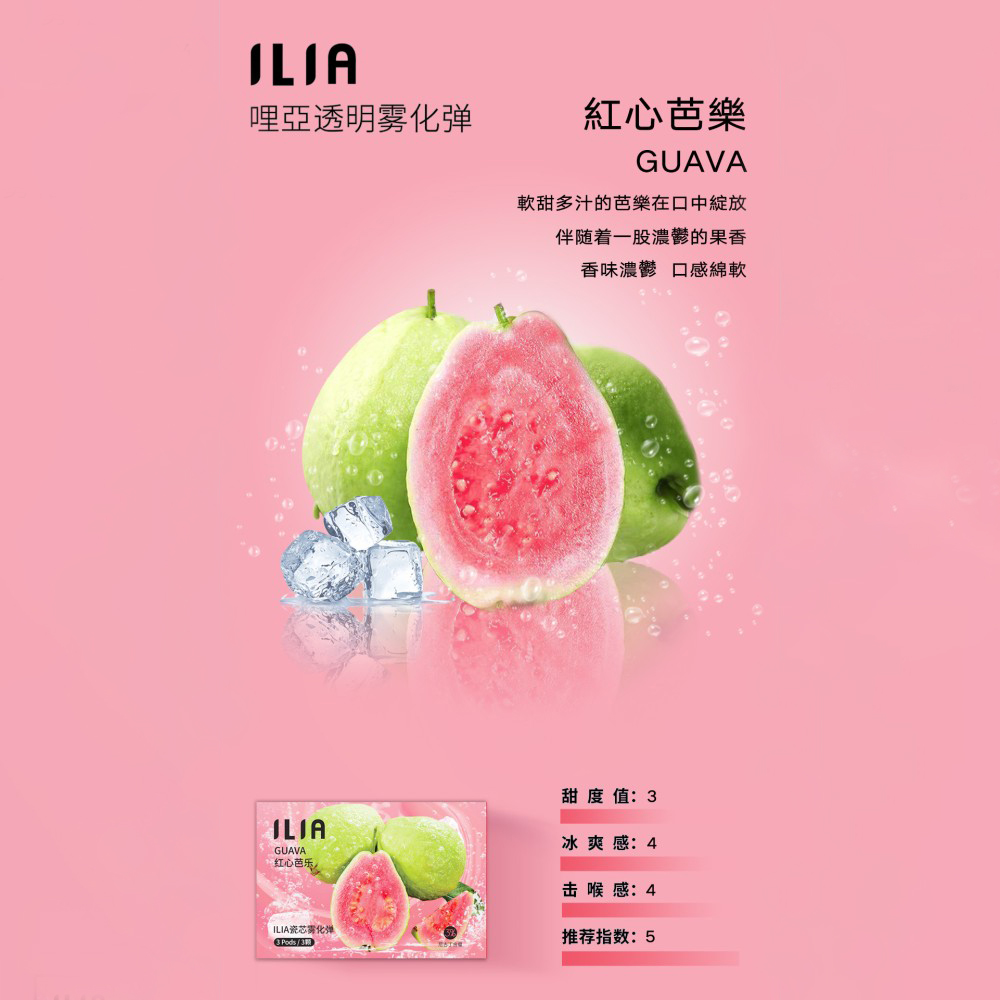 ILIA
哩亞透明雾化弹
紅心芭樂
GUAVA
軟甜多汁的芭樂在口中綻放
伴随着一股濃鬱的果香
香味濃鬱 口感綿軟
ILIA
GUAVA
红心芭乐
ILIA瓷芯雾化弹
3 Pods / 3颗
甜 度 值：3
冰 爽 感：4
击 喉 感：4
推荐指数：5